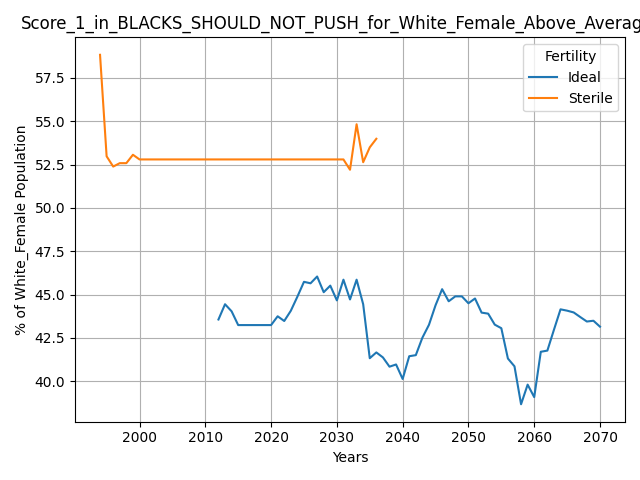 Score_1_in_BLACKS_SHOULD_NOT_PUSH_for_White_Female_Above_Averag
Fertility
Ideal
Sterile
% of White_Female Population
57.5
55.0
52.5
50.0
47.5
45.0
42.5
40.0
2000 2010 2020 2030 2040 2050 2060 2070
Years